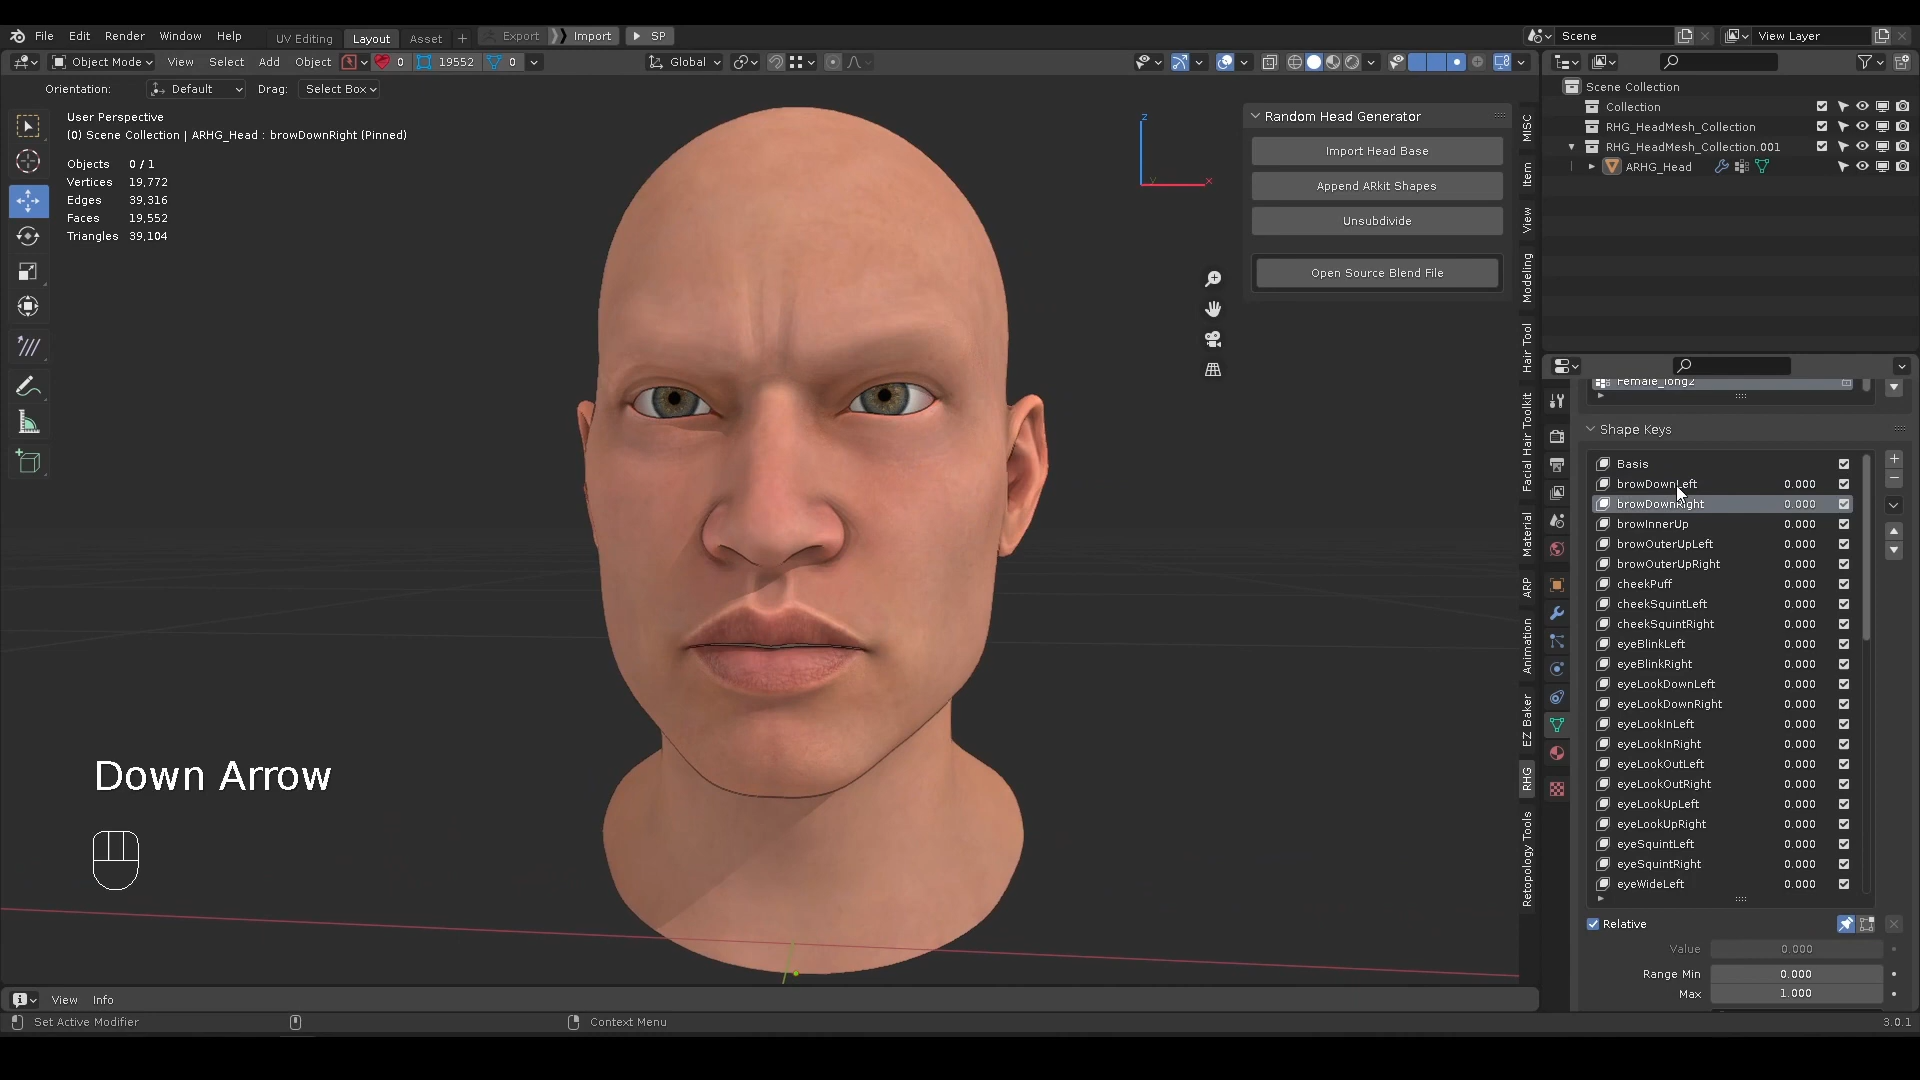 File Edit Render Window Help UV Editing Layout Asset + Export Import SP Scene View Layer
Object Mode View Select Add Object 0 19552 0 Global
Orientation: Default Drag: Select Box
User Perspective
(0) Scene Collection | ARHG_Head : browDownRight (Pinned)
Objects 0 / 1
Vertices 19,772
Edges 39,316
Faces 19,552
Triangles 39,104
Down Arrow
Z
Y
X
Random Head Generator
Import Head Base
Append ARkit Shapes
Unsubdivide
Open Source Blend File
MISC
Item
View
Modeling
Hair Tool
Facial Hair Toolkit
Material
ARP
Animation
EZ Baker
RHG
Retopology Tools
Scene Collection
Collection
RHG_HeadMesh_Collection
RHG_HeadMesh_Collection.001
ARHG_Head
Female_long2
Shape Keys
Basis
browDownLeft 0.000
browDownRight 0.000
browInnerUp 0.000
browOuterUpLeft 0.000
browOuterUpRight 0.000
cheekPuff 0.000
cheekSquintLeft 0.000
cheekSquintRight 0.000
eyeBlinkLeft 0.000
eyeBlinkRight 0.000
eyeLookDownLeft 0.000
eyeLookDownRight 0.000
eyeLookInLeft 0.000
eyeLookInRight 0.000
eyeLookOutLeft 0.000
eyeLookOutRight 0.000
eyeLookUpLeft 0.000
eyeLookUpRight 0.000
eyeSquintLeft 0.000
eyeSquintRight 0.000
eyeWideLeft 0.000
Relative
Value 0.000
Range Min 0.000
Max 1.000
View Info
Set Active Modifier Context Menu 3.0.1